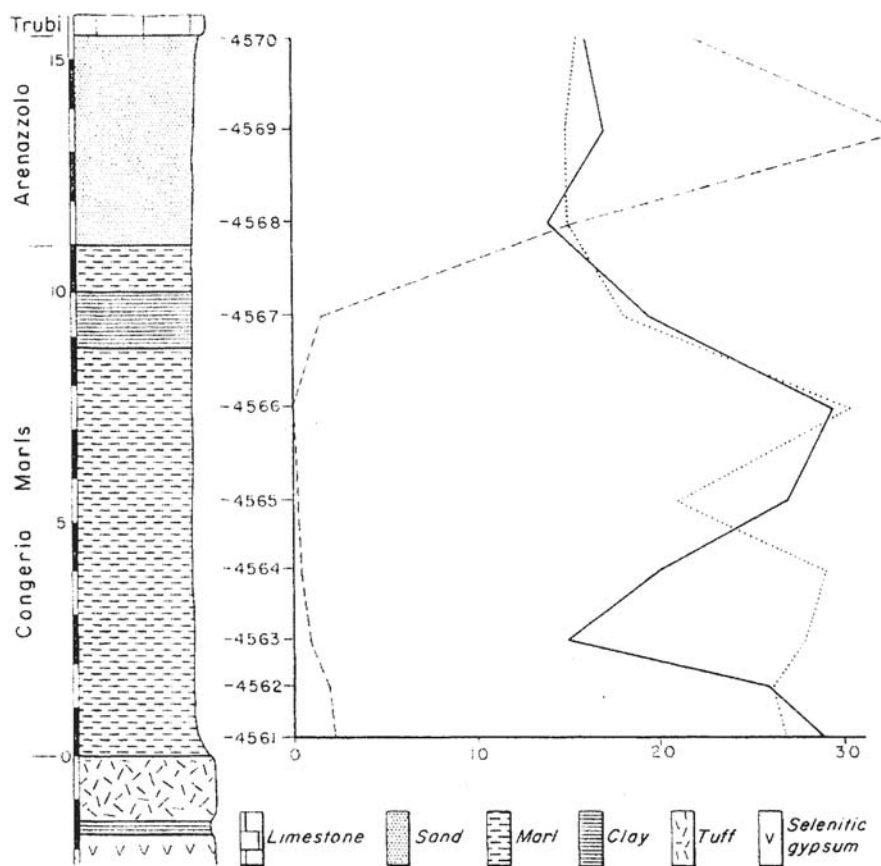 Trubi
15
Arenazzolo
10
Congeria Marls
5
0
-4570
-4569
-4568
-4567
-4566
-4565
-4564
-4563
-4562
-4561
0 10 20 30
Limestone Sand Marl Clay Tuff Selenitic
gypsum